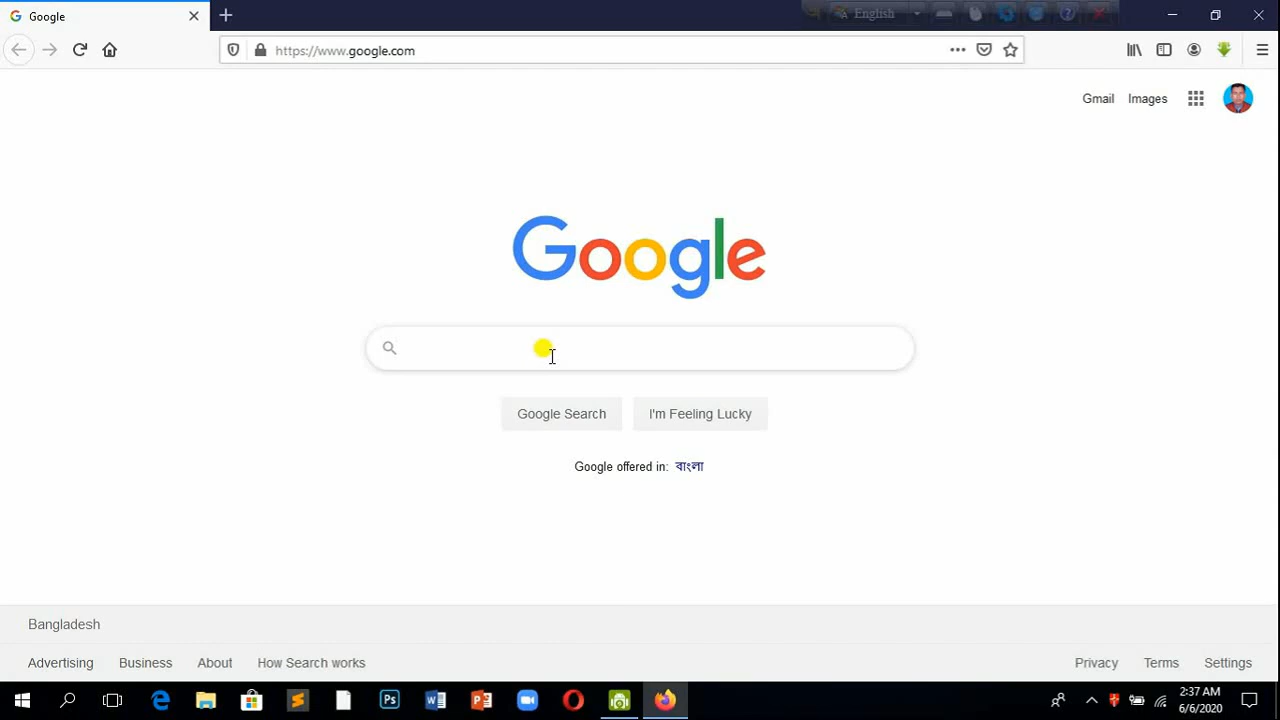 Google
English
https://www.google.com
Gmail Images
Google
Google Search I'm Feeling Lucky
Google offered in: বাংলা
Bangladesh
Advertising Business About How Search works Privacy Terms Settings
2:37 AM
6/6/2020